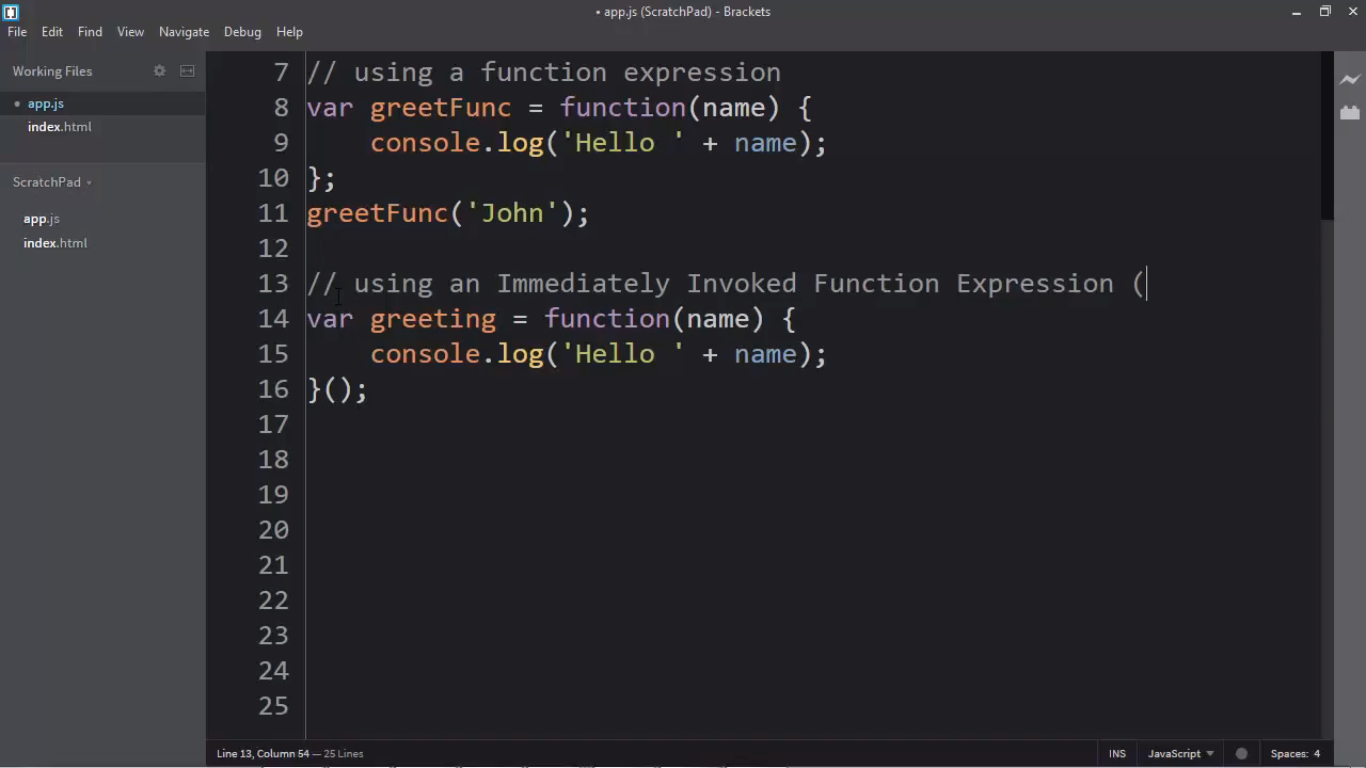 • app.js (ScratchPad) - Brackets
File Edit Find View Navigate Debug Help
Working Files
• app.js
index.html
ScratchPad
app.js
index.html
7 // using a function expression
8 var greetFunc = function(name) {
9     console.log('Hello ' + name);
10 };
11 greetFunc('John');
12
13 // using an Immediately Invoked Function Expression (
14 var greeting = function(name) {
15     console.log('Hello ' + name);
16 }();
17
18
19
20
21
22
23
24
25
Line 13, Column 54 — 25 Lines INS JavaScript Spaces: 4